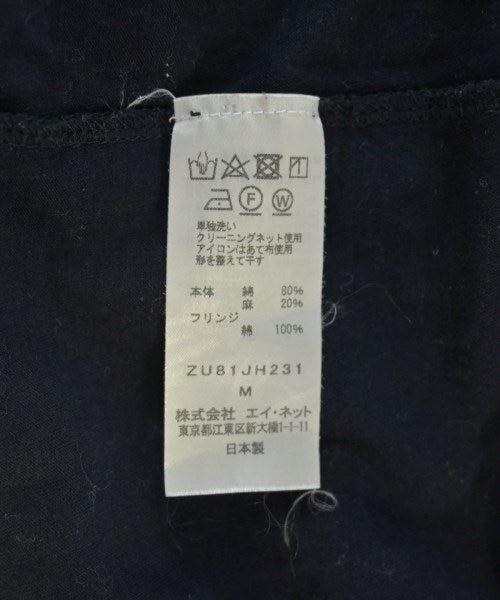 F W
単独洗い
クリーニングネット使用
アイロンはあて布使用
形を整えて干す
本体 綿 80%
麻 20%
フリンジ
綿 100%
ZU81JH231
M
株式会社 エイ・ネット
東京都江東区新大橋1-1-11
日本製